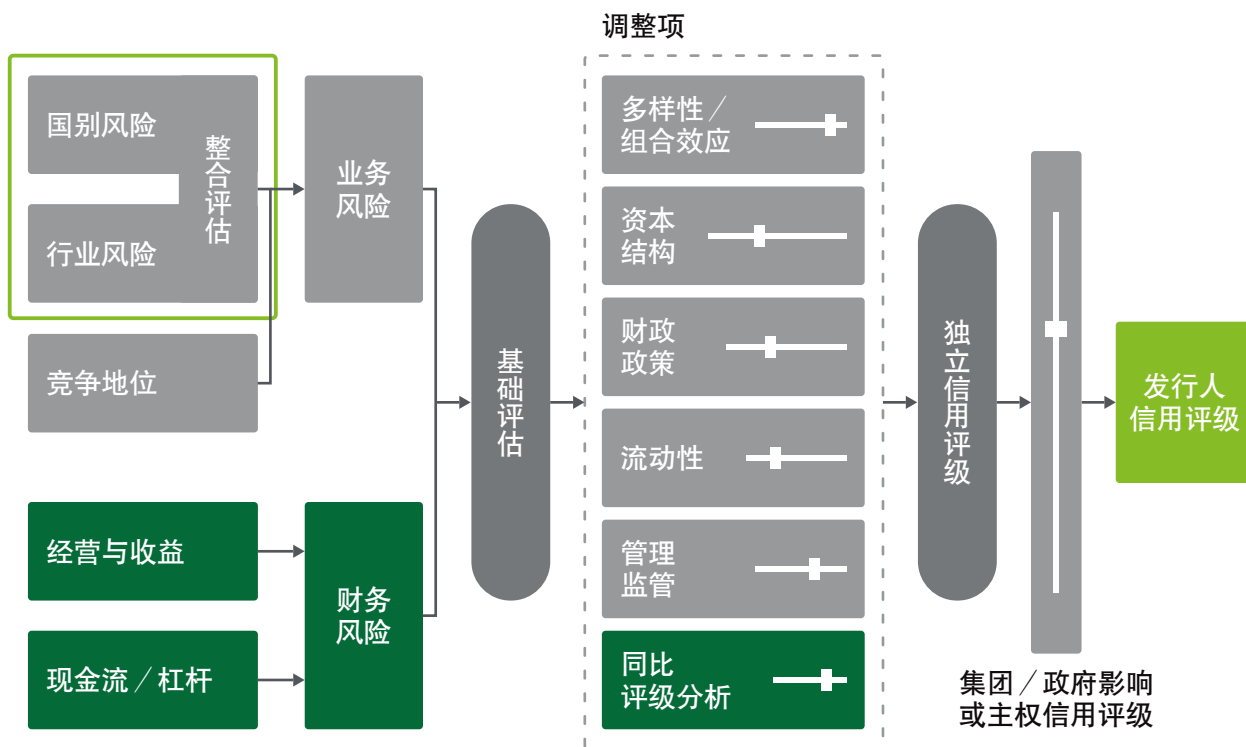 调整项
国别风险
行业风险
整合评估
竞争地位
业务
风险
经营与收益
现金流／杠杆
财务
风险
基础评估
多样性／
组合效应
资本
结构
财政
政策
流动性
管理
监管
同比
评级分析
独立信用评级
集团／政府影响
或主权信用评级
发行人
信用评级